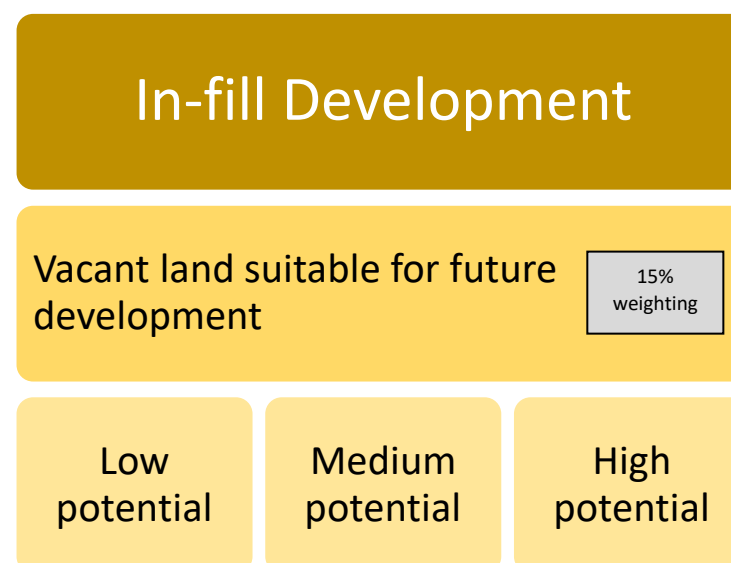 In-fill Development
Vacant land suitable for future
development
15%
weighting
Low
potential
Medium
potential
High
potential